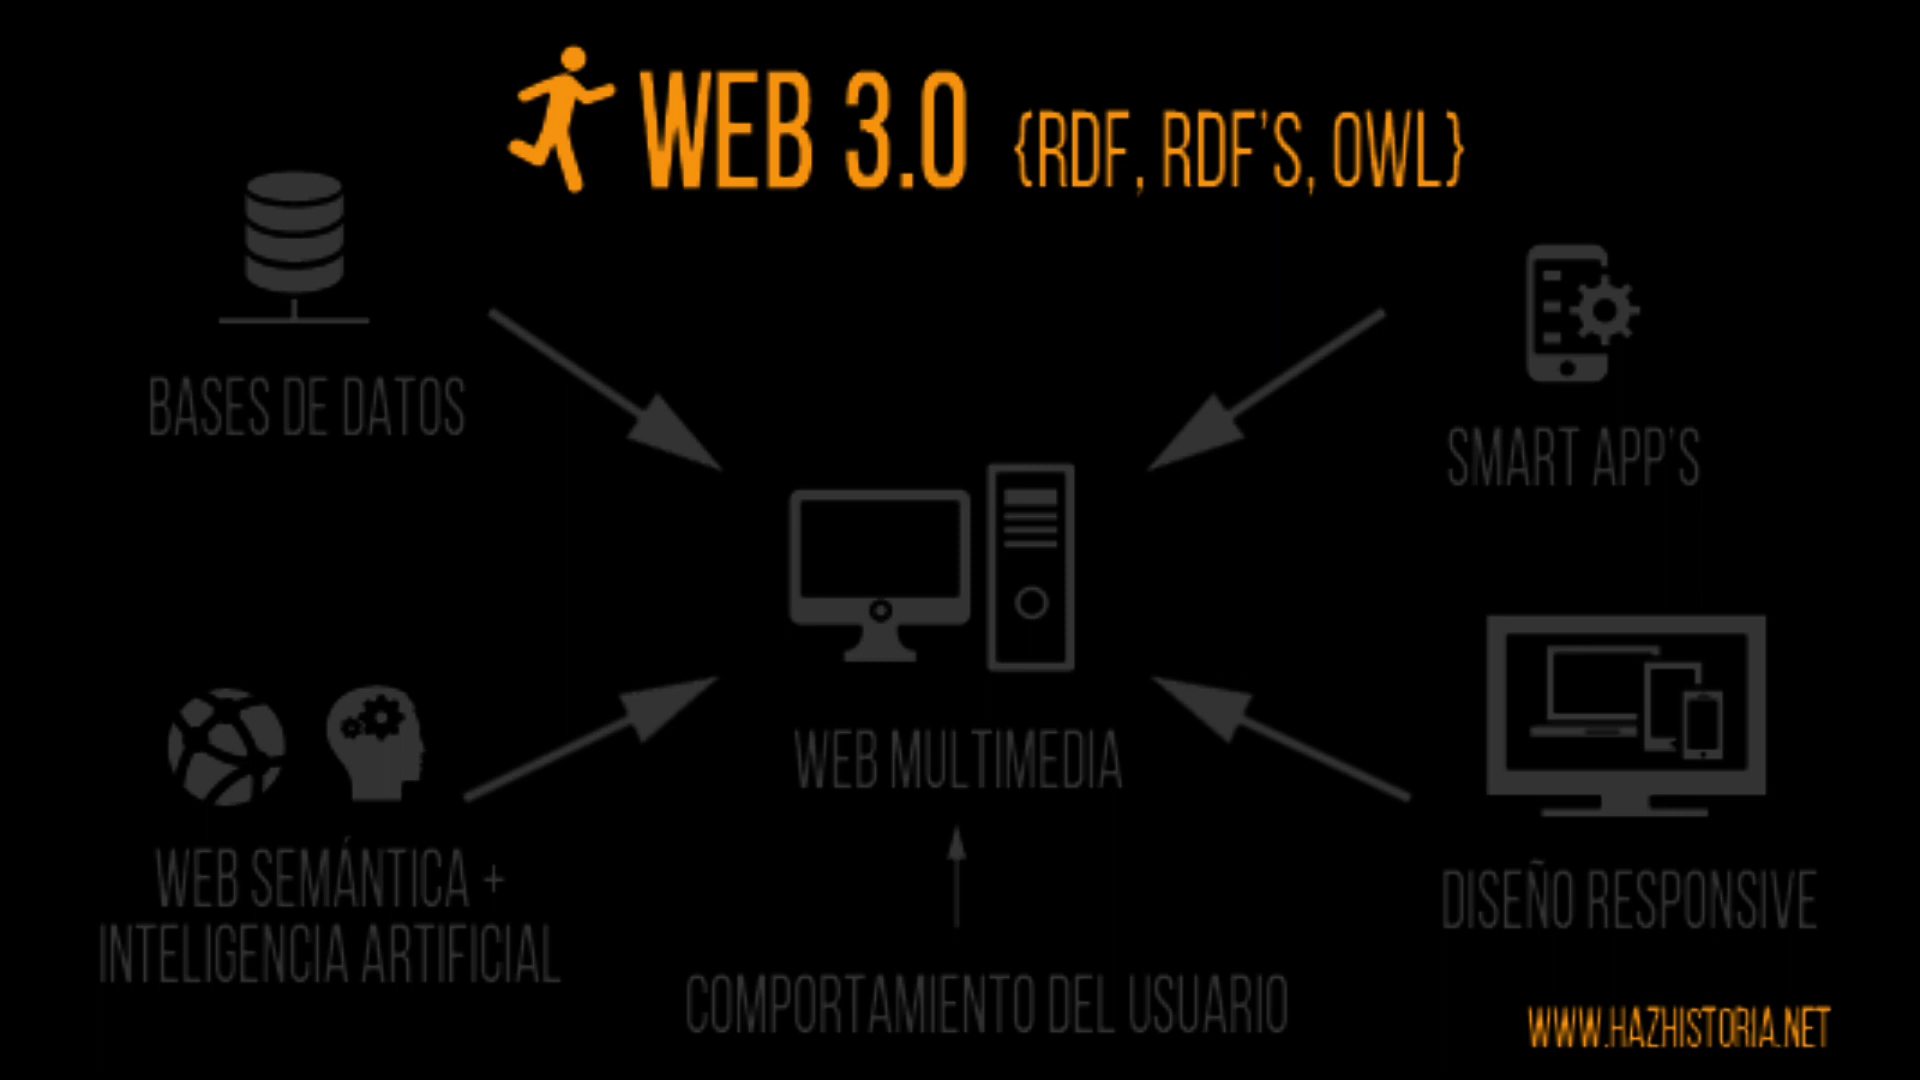 WEB 3.0 {RDF, RDF'S, OWL}
BASES DE DATOS
SMART APP'S
WEB MULTIMEDIA
WEB SEMÁNTICA +
INTELIGENCIA ARTIFICIAL
DISEÑO RESPONSIVE
COMPORTAMIENTO DEL USUARIO
WWW.HAZHISTORIA.NET